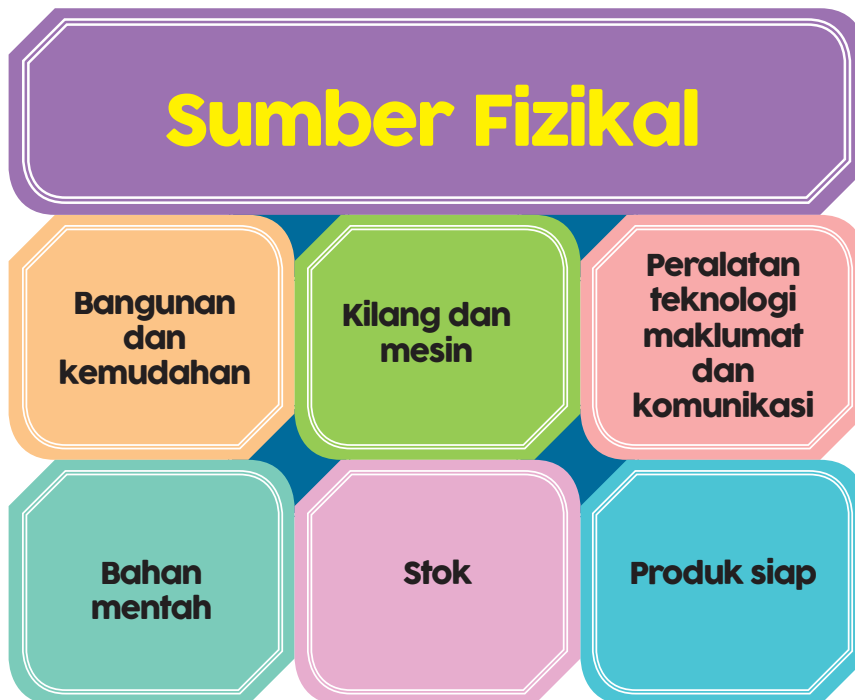 Sumber Fizikal
Bangunan
dan
kemudahan
Kilang dan
mesin
Peralatan
teknologi
maklumat
dan
komunikasi
Bahan
mentah
Stok
Produk siap